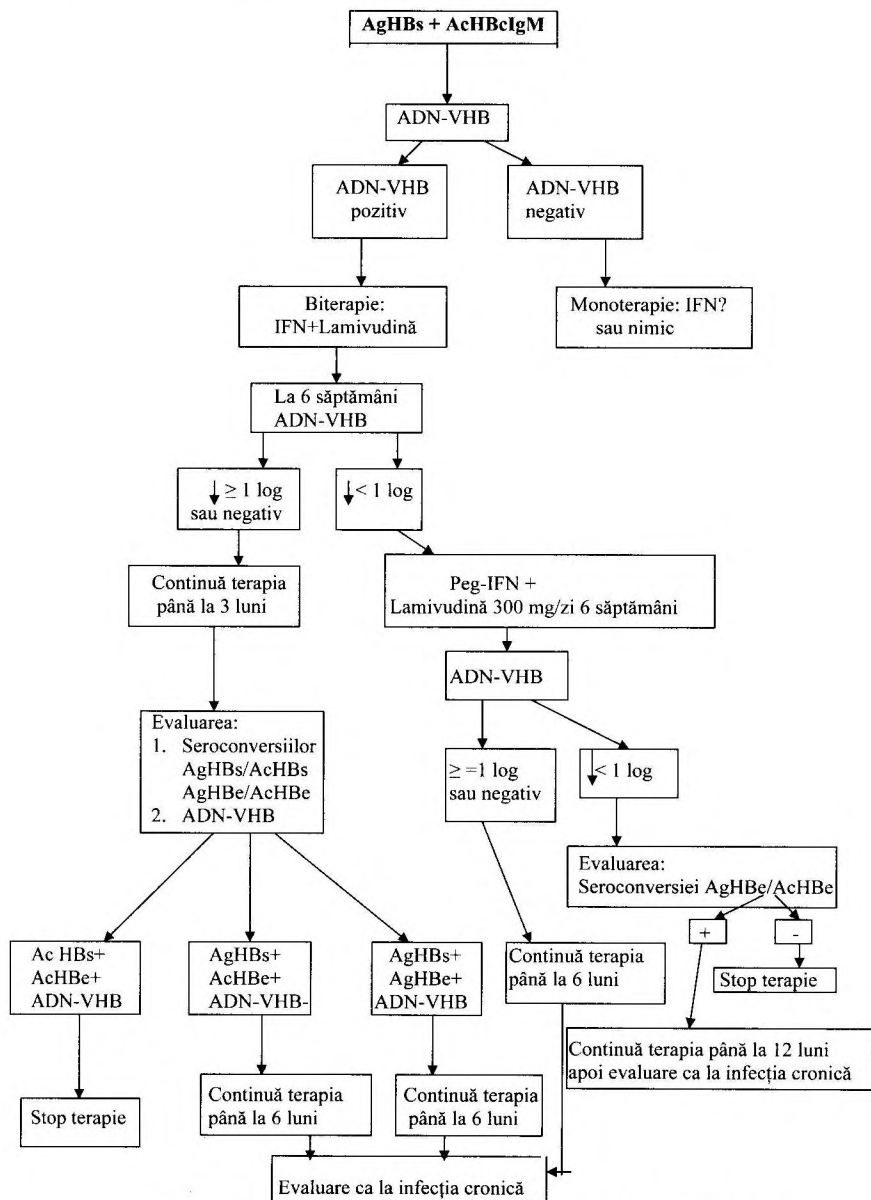 AgHBs + AcHBcIgM
ADN-VHB
ADN-VHB
pozitiv
ADN-VHB
negativ
Biterapie:
IFN+Lamivudină
Monoterapie: IFN?
sau nimic
La 6 săptămâni
ADN-VHB
↓ ≥ 1 log
sau negativ
↓ < 1 log
Continuă terapia
până la 3 luni
Peg-IFN +
Lamivudină 300 mg/zi 6 săptămâni
ADN-VHB
Evaluarea:
1. Seroconversiilor
AgHBs/AcHBs
AgHBe/AcHBe
2. ADN-VHB
≥ =1 log
sau negativ
↓ < 1 log
Evaluarea:
Seroconversiei AgHBe/AcHBe
+
-
Stop terapie
Ac HBs+
AcHBe+
ADN-VHB
AgHBs+
AcHBe+
ADN-VHB-
AgHBs+
AgHBe+
ADN-VHB
Continuă terapia
până la 6 luni
Continuă terapia până la 12 luni
apoi evaluare ca la infecția cronică
Stop terapie
Continuă terapia
până la 6 luni
Continuă terapia
până la 6 luni
Evaluare ca la infecția cronică